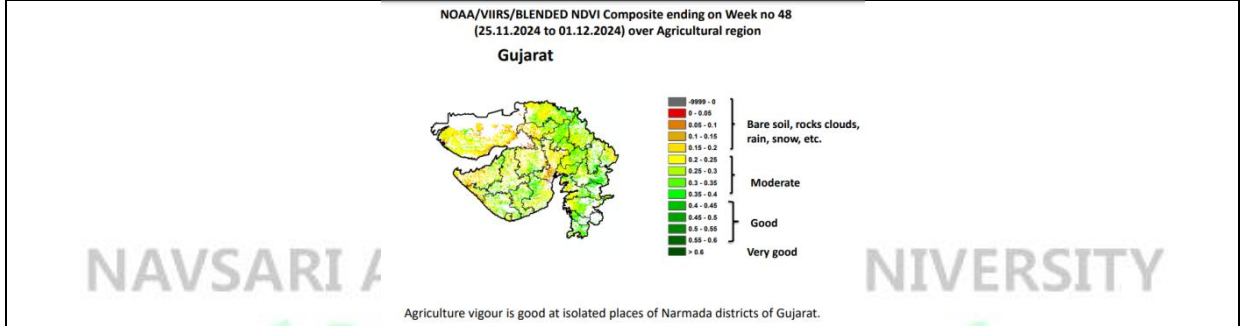 NOAA/VIIRS/BLENDED NDVI Composite ending on Week no 48
(25.11.2024 to 01.12.2024) over Agricultural region
Gujarat
-9999 - 0
0 - 0.05
0.05 - 0.1
0.1 - 0.15
0.15 - 0.2
0.2 - 0.25
0.25 - 0.3
0.3 - 0.35
0.35 - 0.4
0.4 - 0.45
0.45 - 0.5
0.5 - 0.55
0.55 - 0.6
> 0.6
Bare soil, rocks clouds,
rain, snow, etc.
Moderate
Good
Very good
NAVSARI A NIVERSITY
Agriculture vigour is good at isolated places of Narmada districts of Gujarat.